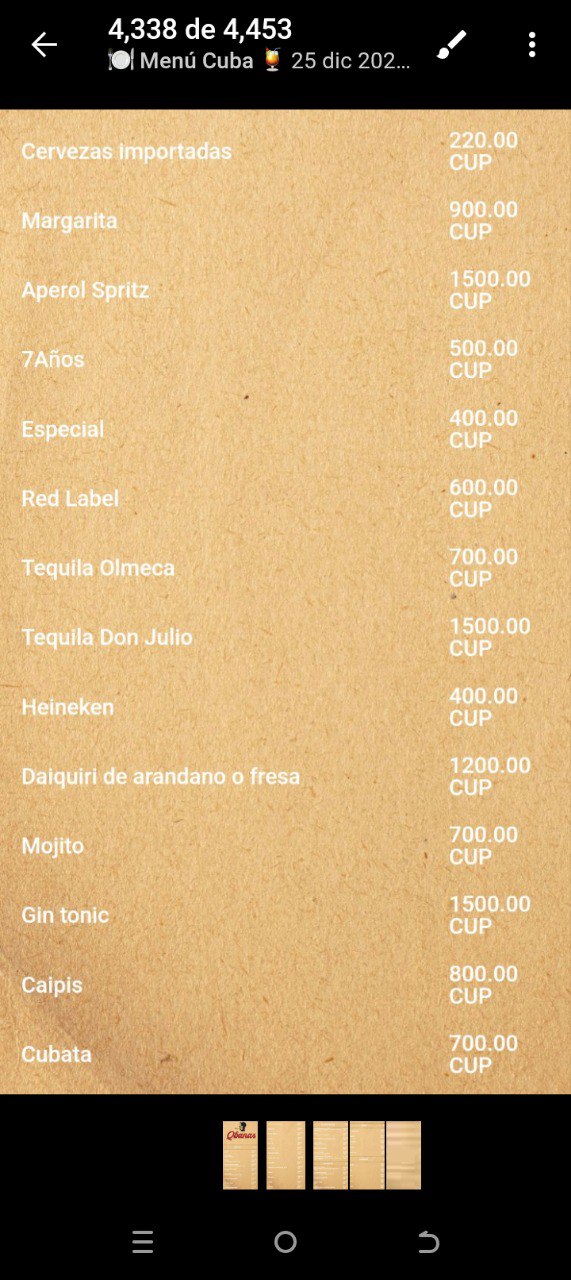 4,338 de 4,453
🍽️ Menú Cuba 🍹 25 dic 202...
Cervezas importadas 220.00 CUP
Margarita 900.00 CUP
Aperol Spritz 1500.00 CUP
7Años 500.00 CUP
Especial 400.00 CUP
Red Label 600.00 CUP
Tequila Olmeca 700.00 CUP
Tequila Don Julio 1500.00 CUP
Heineken 400.00 CUP
Daiquiri de arandano o fresa 1200.00 CUP
Mojito 700.00 CUP
Gin tonic 1500.00 CUP
Caipis 800.00 CUP
Cubata 700.00 CUP
Qbanas